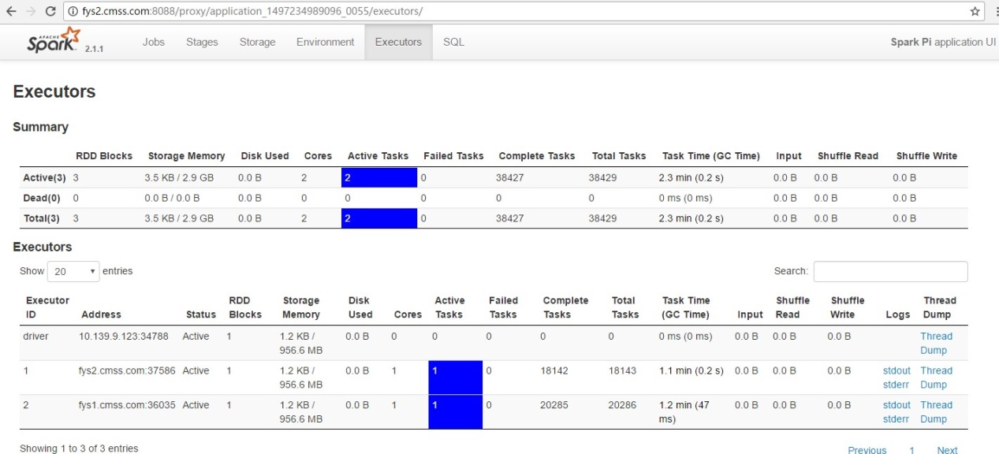 fys2.cmss.com:8088/proxy/application_1497234989096_0055/executors/
APACHE
Spark 2.1.1 Jobs Stages Storage Environment Executors SQL Spark Pi application UI
Executors
Summary
RDD Blocks Storage Memory Disk Used Cores Active Tasks Failed Tasks Complete Tasks Total Tasks Task Time (GC Time) Input Shuffle Read Shuffle Write
Active(3) 3 3.5 KB / 2.9 GB 0.0 B 2 2 0 38427 38429 2.3 min (0.2 s) 0.0 B 0.0 B 0.0 B
Dead(0) 0 0.0 B / 0.0 B 0.0 B 0 0 0 0 0 0 ms (0 ms) 0.0 B 0.0 B 0.0 B
Total(3) 3 3.5 KB / 2.9 GB 0.0 B 2 2 0 38427 38429 2.3 min (0.2 s) 0.0 B 0.0 B 0.0 B
Executors
Show 20 entries Search:
Executor RDD Storage Disk Active Failed Complete Total Task Time Shuffle Shuffle Thread
ID Address Status Blocks Memory Used Cores Tasks Tasks Tasks Tasks (GC Time) Input Read Write Logs Dump
driver 10.139.9.123:34788 Active 1 1.2 KB / 0.0 B 0 0 0 0 0 0 ms (0 ms) 0.0 B 0.0 B 0.0 B Thread
956.6 MB Dump
1 fys2.cmss.com:37586 Active 1 1.2 KB / 0.0 B 1 1 0 18142 18143 1.1 min (0.2 s) 0.0 B 0.0 B 0.0 B stdout Thread
956.6 MB stderr Dump
2 fys1.cmss.com:36035 Active 1 1.2 KB / 0.0 B 1 1 0 20285 20286 1.2 min (47 0.0 B 0.0 B 0.0 B stdout Thread
956.6 MB ms) stderr Dump
Showing 1 to 3 of 3 entries Previous 1 Next